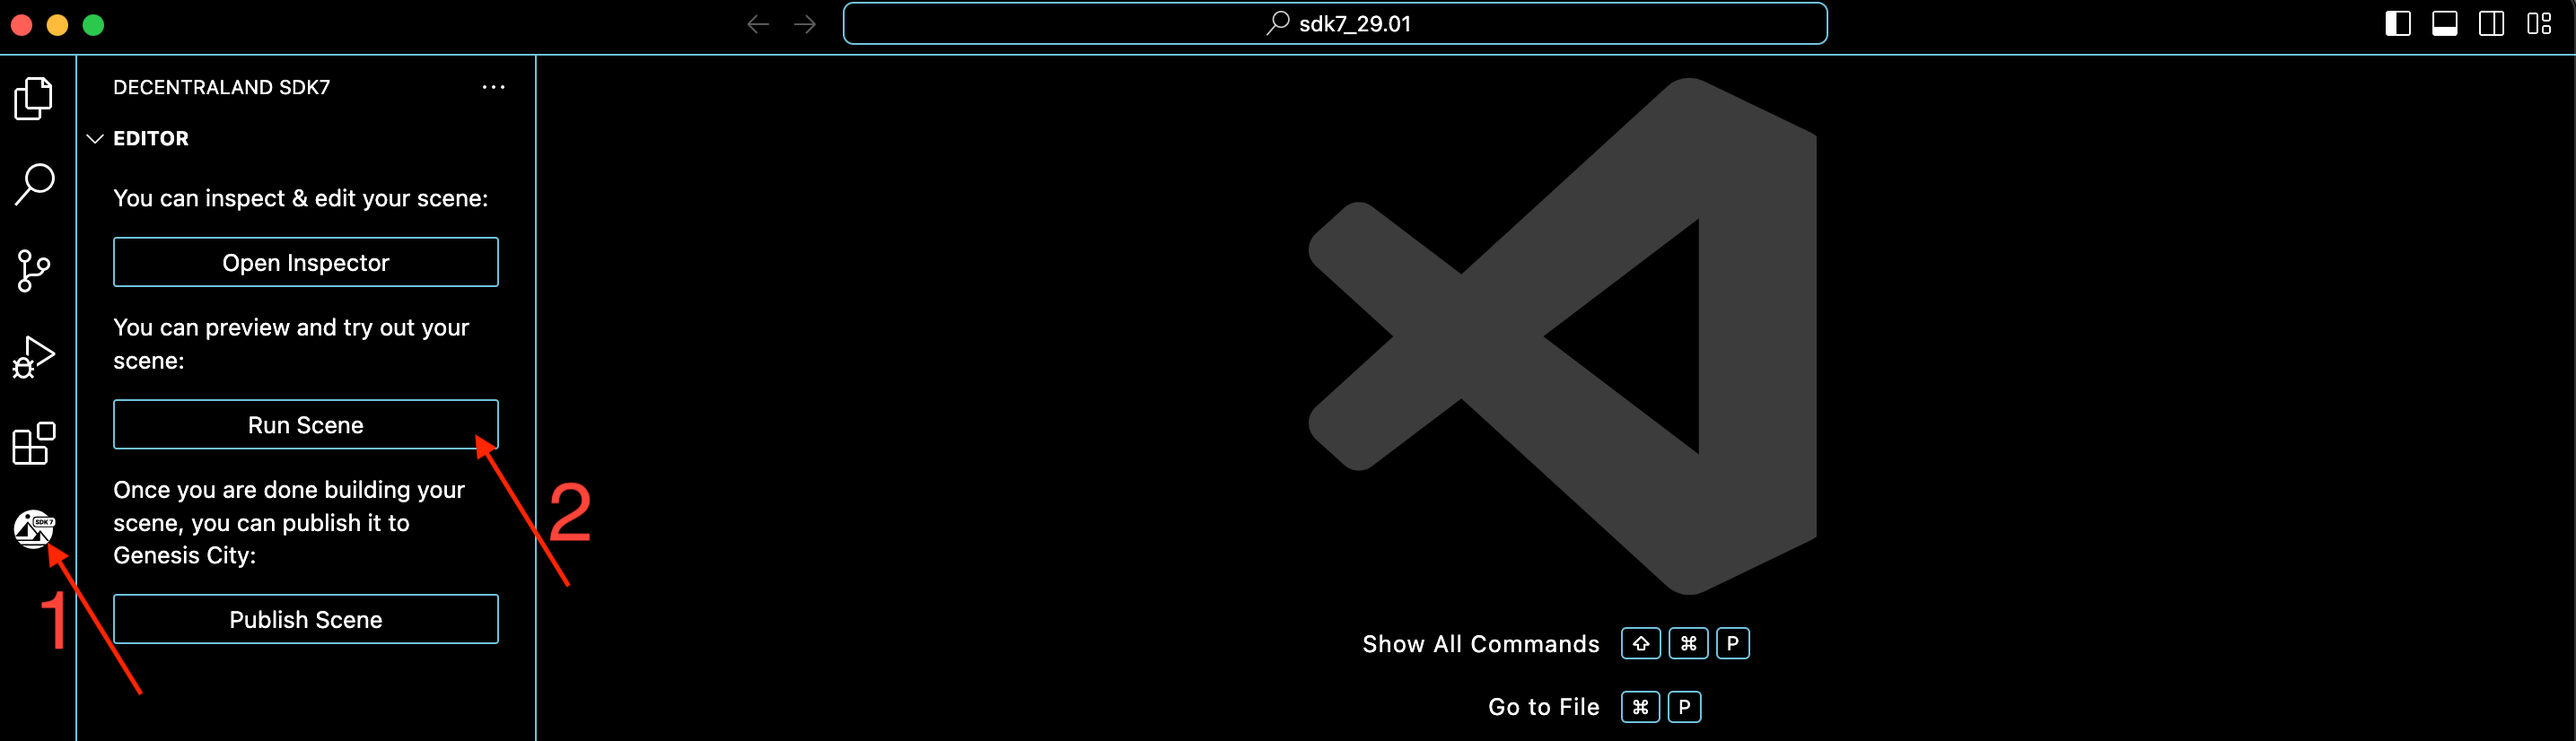 sdk7_29.01
DECENTRALAND SDK7
EDITOR
You can inspect & edit your scene:
Open Inspector
You can preview and try out your
scene:
Run Scene
Once you are done building your
scene, you can publish it to
Genesis City:
Publish Scene
SDK 7
1
2
Show All Commands ⇧ ⌘ P
Go to File ⌘ P